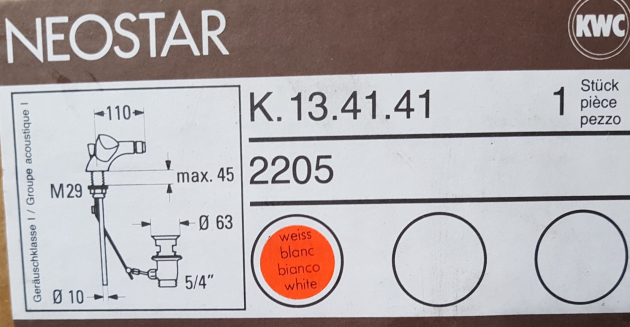 NEOSTAR
KWC
Geräuschklasse I / Groupe acoustique I
110
max. 45
M29
Ø 63
5/4"
Ø 10
K.13.41.41
1
Stück
pièce
pezzo
2205
weiss
blanc
bianco
white